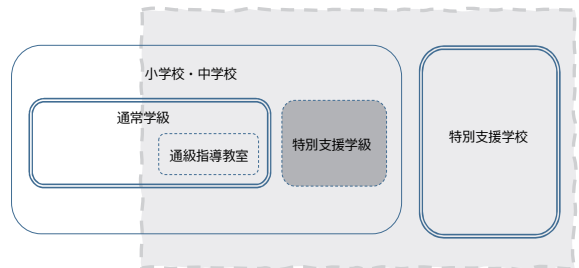 小学校・中学校
通常学級
通級指導教室
特別支援学級
特別支援学校